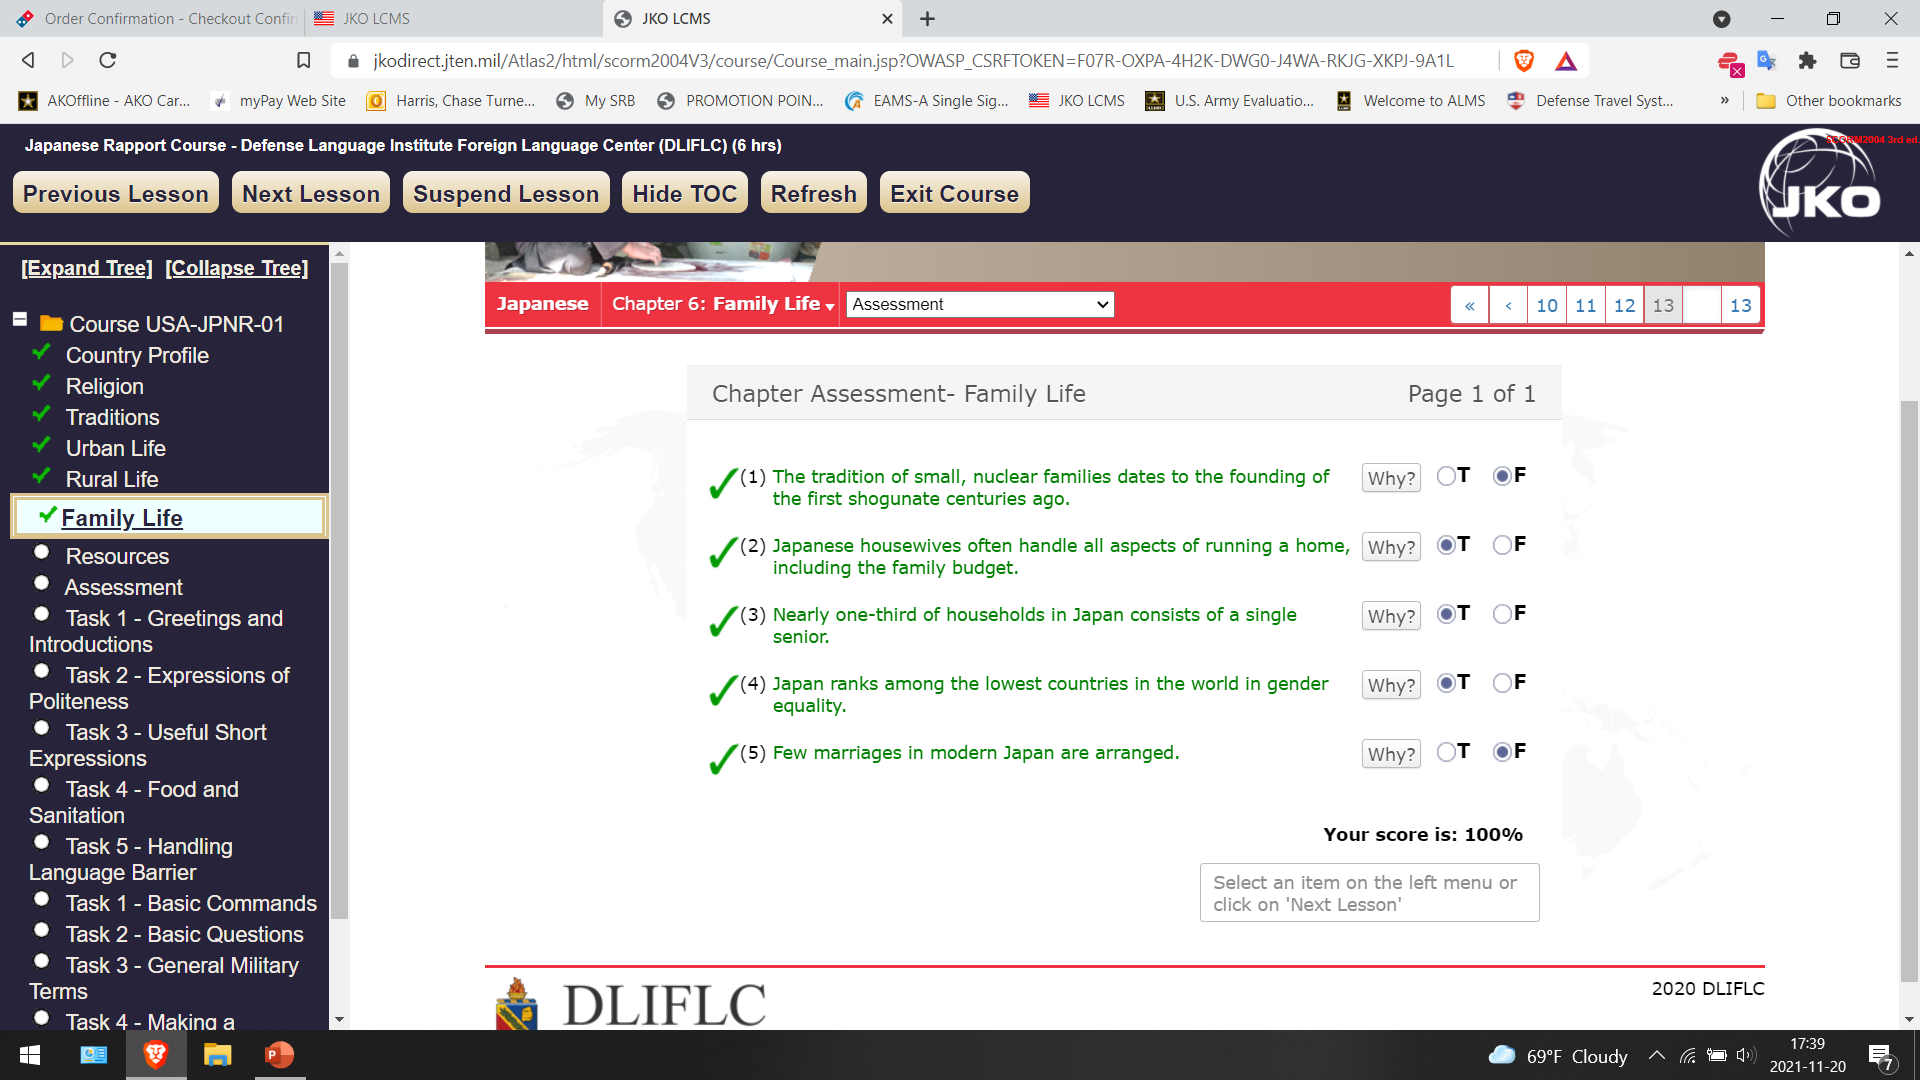 Order Confirmation - Checkout Confir
JKO LCMS
JKO LCMS
jkodirect.jten.mil/Atlas2/html/scorm2004V3/course/Course_main.jsp?OWASP_CSRFTOKEN=F07R-OXPA-4H2K-DWG0-J4WA-RKJG-XKPJ-9A1L
AKOffline - AKO Car...
myPay Web Site
Harris, Chase Turne...
My SRB
PROMOTION POIN...
EAMS-A Single Sig...
JKO LCMS
U.S. Army Evaluatio...
Welcome to ALMS
Defense Travel Syst...
»
Other bookmarks
Japanese Rapport Course - Defense Language Institute Foreign Language Center (DLIFLC) (6 hrs)
SCORM2004 3rd ed.
JKO
Previous Lesson
Next Lesson
Suspend Lesson
Hide TOC
Refresh
Exit Course
[Expand Tree] [Collapse Tree]
Course USA-JPNR-01
Country Profile
Religion
Traditions
Urban Life
Rural Life
Family Life
Resources
Assessment
Task 1 - Greetings and
Introductions
Task 2 - Expressions of
Politeness
Task 3 - Useful Short
Expressions
Task 4 - Food and
Sanitation
Task 5 - Handling
Language Barrier
Task 1 - Basic Commands
Task 2 - Basic Questions
Task 3 - General Military
Terms
Task 4 - Making a
Japanese
Chapter 6: Family Life
Assessment
« ‹ 10 11 12 13 13
Chapter Assessment- Family Life
Page 1 of 1
(1) The tradition of small, nuclear families dates to the founding of
the first shogunate centuries ago.
Why? T F
(2) Japanese housewives often handle all aspects of running a home,
including the family budget.
Why? T F
(3) Nearly one-third of households in Japan consists of a single
senior.
Why? T F
(4) Japan ranks among the lowest countries in the world in gender
equality.
Why? T F
(5) Few marriages in modern Japan are arranged.
Why? T F
Your score is: 100%
Select an item on the left menu or
click on 'Next Lesson'
DLIFLC
2020 DLIFLC
69°F Cloudy
17:39
2021-11-20
7